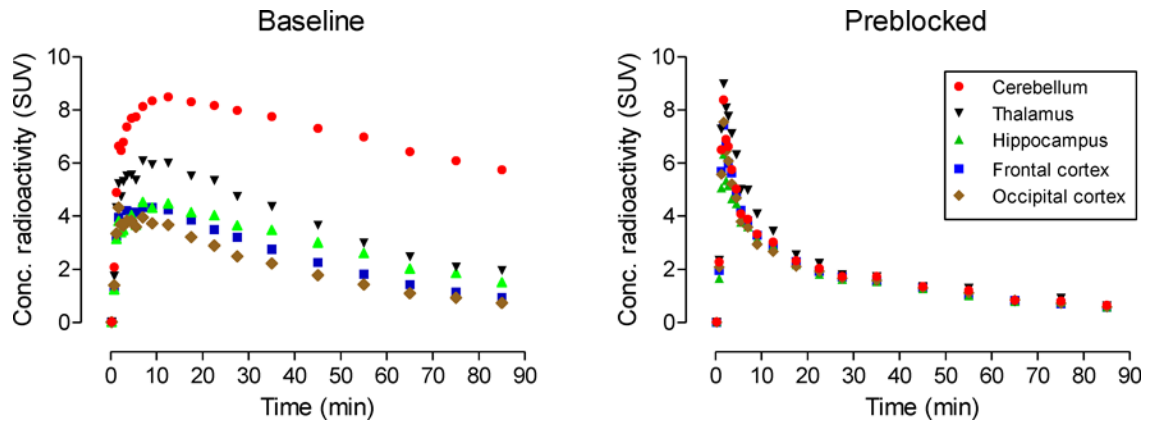 Baseline
Conc. radioactivity (SUV)
10
8
6
4
2
0
0 10 20 30 40 50 60 70 80 90
Time (min)
Preblocked
Conc. radioactivity (SUV)
10
8
6
4
2
0
0 10 20 30 40 50 60 70 80 90
Time (min)
Cerebellum
Thalamus
Hippocampus
Frontal cortex
Occipital cortex